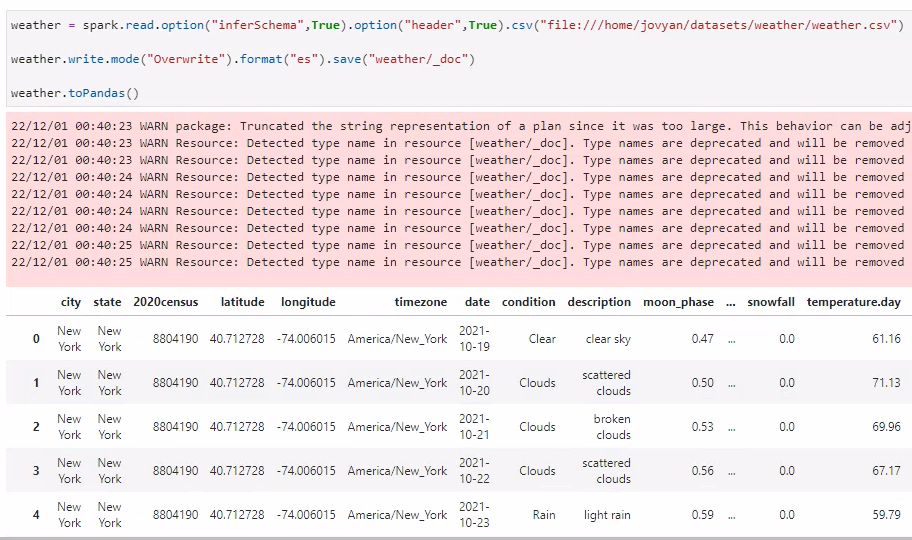 weather = spark.read.option("inferSchema",True).option("header",True).csv("file:///home/jovyan/datasets/weather/weather.csv")
weather.write.mode("Overwrite").format("es").save("weather/_doc")
weather.toPandas()
22/12/01 00:40:23 WARN package: Truncated the string representation of a plan since it was too large. This behavior can be adj
22/12/01 00:40:23 WARN Resource: Detected type name in resource [weather/_doc]. Type names are deprecated and will be removed
22/12/01 00:40:23 WARN Resource: Detected type name in resource [weather/_doc]. Type names are deprecated and will be removed
22/12/01 00:40:24 WARN Resource: Detected type name in resource [weather/_doc]. Type names are deprecated and will be removed
22/12/01 00:40:24 WARN Resource: Detected type name in resource [weather/_doc]. Type names are deprecated and will be removed
22/12/01 00:40:24 WARN Resource: Detected type name in resource [weather/_doc]. Type names are deprecated and will be removed
22/12/01 00:40:24 WARN Resource: Detected type name in resource [weather/_doc]. Type names are deprecated and will be removed
22/12/01 00:40:25 WARN Resource: Detected type name in resource [weather/_doc]. Type names are deprecated and will be removed
22/12/01 00:40:25 WARN Resource: Detected type name in resource [weather/_doc]. Type names are deprecated and will be removed
city state 2020census latitude longitude timezone date condition description moon_phase ... snowfall temperature.day
0 New York New York 8804190 40.712728 -74.006015 America/New_York 2021-10-19 Clear clear sky 0.47 ... 0.0 61.16
1 New York New York 8804190 40.712728 -74.006015 America/New_York 2021-10-20 Clouds scattered clouds 0.50 ... 0.0 71.13
2 New York New York 8804190 40.712728 -74.006015 America/New_York 2021-10-21 Clouds broken clouds 0.53 ... 0.0 69.96
3 New York New York 8804190 40.712728 -74.006015 America/New_York 2021-10-22 Clouds scattered clouds 0.56 ... 0.0 67.17
4 New York New York 8804190 40.712728 -74.006015 America/New_York 2021-10-23 Rain light rain 0.59 ... 0.0 59.79